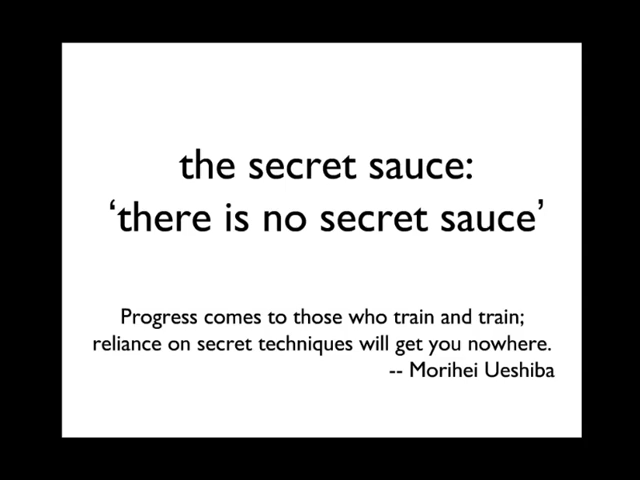 the secret sauce:
‘there is no secret sauce’
Progress comes to those who train and train;
reliance on secret techniques will get you nowhere.
-- Morihei Ueshiba